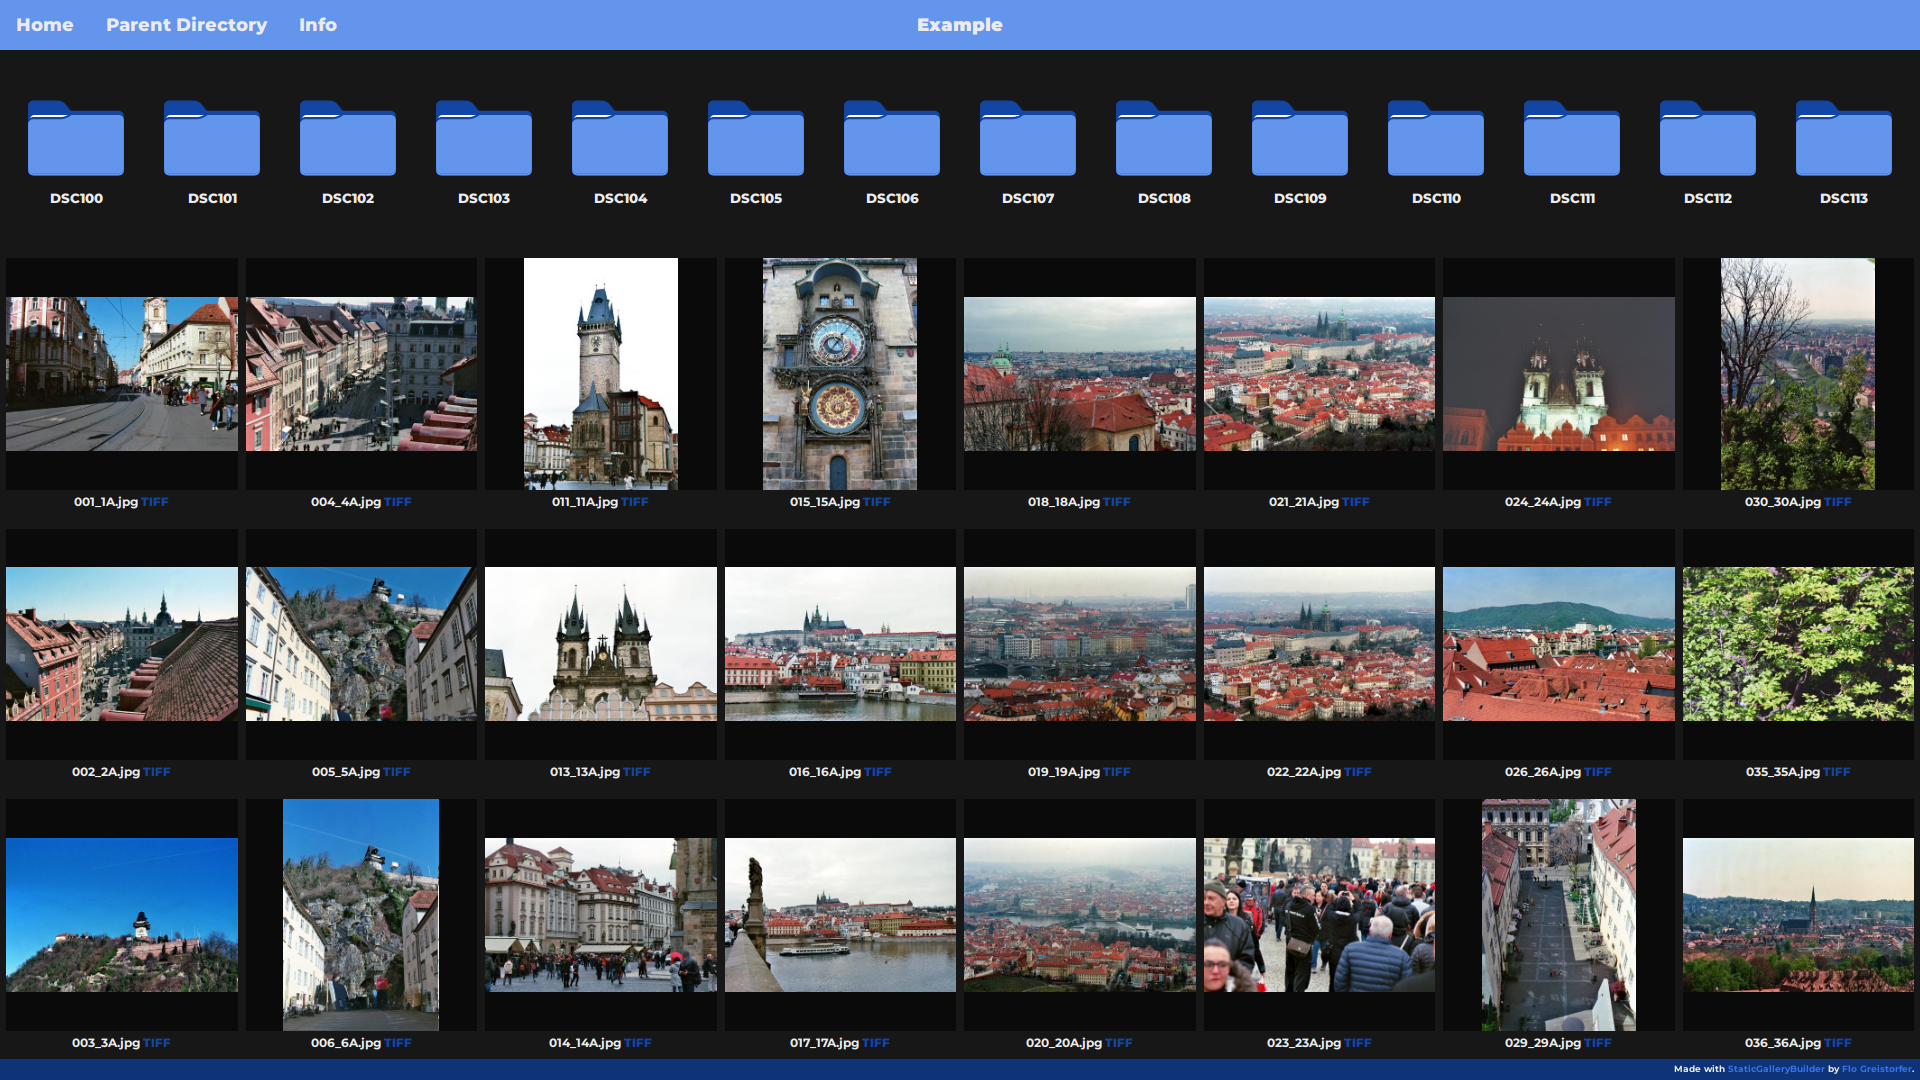 Home Parent Directory Info Example
DSC100 DSC101 DSC102 DSC103 DSC104 DSC105 DSC106 DSC107 DSC108 DSC109 DSC110 DSC111 DSC112 DSC113
001_1A.jpg TIFF 004_4A.jpg TIFF 011_11A.jpg TIFF 015_15A.jpg TIFF 018_18A.jpg TIFF 021_21A.jpg TIFF 024_24A.jpg TIFF 030_30A.jpg TIFF
002_2A.jpg TIFF 005_5A.jpg TIFF 013_13A.jpg TIFF 016_16A.jpg TIFF 019_19A.jpg TIFF 022_22A.jpg TIFF 026_26A.jpg TIFF 035_35A.jpg TIFF
003_3A.jpg TIFF 006_6A.jpg TIFF 014_14A.jpg TIFF 017_17A.jpg TIFF 020_20A.jpg TIFF 023_23A.jpg TIFF 029_29A.jpg TIFF 036_36A.jpg TIFF
Made with StaticGalleryBuilder by Flo Greistorfer.